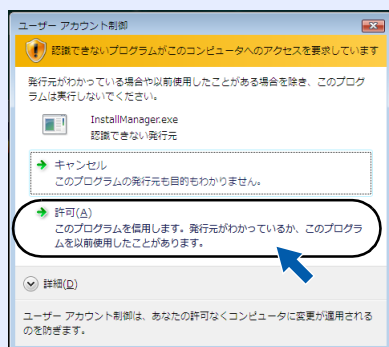 ユーザー アカウント制御
認識できないプログラムがこのコンピュータへのアクセスを要求しています
発行元がわかっている場合や以前使用したことがある場合を除き、このプログ
ラムは実行しないでください。
InstallManager.exe
認識できない発行元
キャンセル
このプログラムの発行元も目的もわかりません。
許可(A)
このプログラムを信用します。発行元がわかっているか、このプログラ
ムを以前使用したことがあります。
詳細(D)
ユーザー アカウント制御は、あなたの許可なくコンピュータに変更が適用される
のを防ぎます。